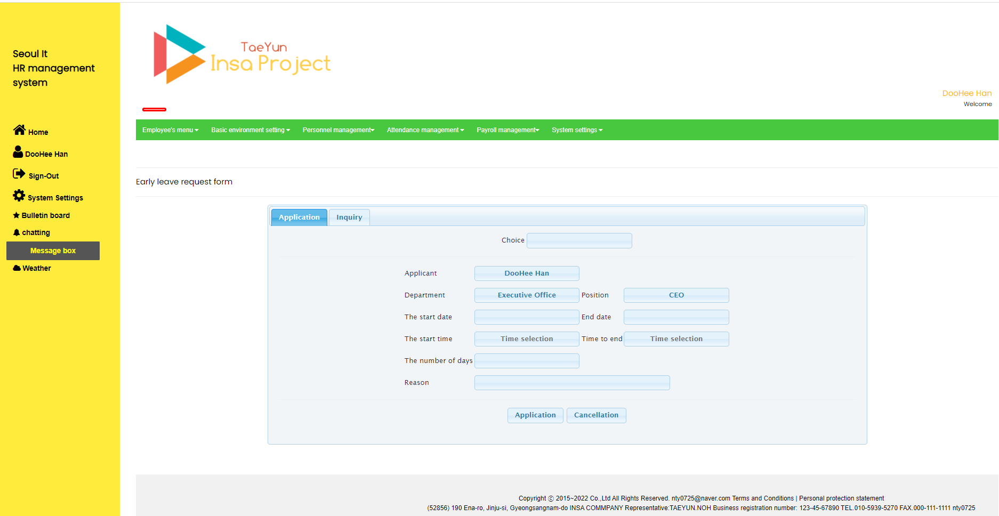 Seoul It
HR management
system
Home
DooHee Han
Sign-Out
System Settings
Bulletin board
chatting
Message box
Weather
TaeYun
Insa Project
DooHee Han
Welcome
Employee's menu Basic environment setting Personnel management Attendance management Payroll management System settings
Early leave request form
Application Inquiry
Choice
Applicant DooHee Han
Department Executive Office Position CEO
The start date End date
The start time Time selection Time to end Time selection
The number of days
Reason
Application Cancellation
Copyright ⓒ 2015~2022 Co.,Ltd All Rights Reserved. nty0725@naver.com Terms and Conditions | Personal protection statement
(52856) 190 Ena-ro, Jinju-si, Gyeongsangnam-do INSA COMMPANY Representative:TAEYUN.NOH Business registration number: 123-45-67890 TEL.010-5939-5270 FAX.000-111-1111 nty0725